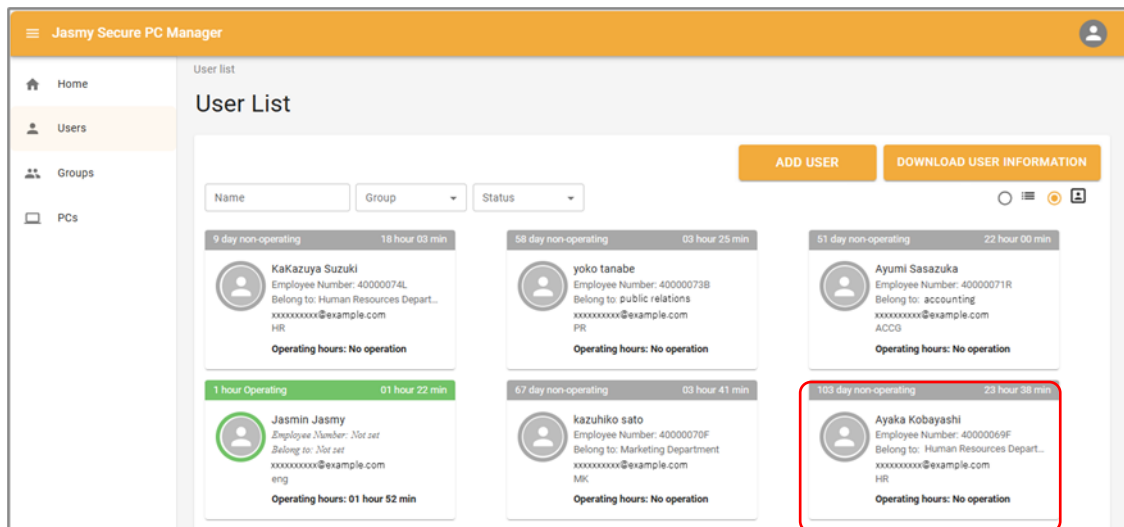 Jasmy Secure PC Manager
Home
Users
Groups
PCs
User list
User List
ADD USER
DOWNLOAD USER INFORMATION
Name
Group
Status
9 day non-operating 18 hour 03 min
KaKazuya Suzuki
Employee Number: 40000074L
Belong to: Human Resources Depart...
xxxxxxxxxx@example.com
HR
Operating hours: No operation
58 day non-operating 03 hour 25 min
yoko tanabe
Employee Number: 40000073B
Belong to: public relations
xxxxxxxxxx@example.com
PR
Operating hours: No operation
51 day non-operating 22 hour 00 min
Ayumi Sasazuka
Employee Number: 40000071R
Belong to: accounting
xxxxxxxxxx@example.com
ACCG
Operating hours: No operation
1 hour Operating 01 hour 22 min
Jasmin Jasmy
Employee Number: Not set
Belong to: Not set
xxxxxxxxxx@example.com
eng
Operating hours: 01 hour 52 min
67 day non-operating 03 hour 41 min
kazuhiko sato
Employee Number: 40000070F
Belong to: Marketing Department
xxxxxxxxxx@example.com
MK
Operating hours: No operation
103 day non-operating 23 hour 38 min
Ayaka Kobayashi
Employee Number: 40000069F
Belong to: Human Resources Depart...
xxxxxxxxxx@example.com
HR
Operating hours: No operation